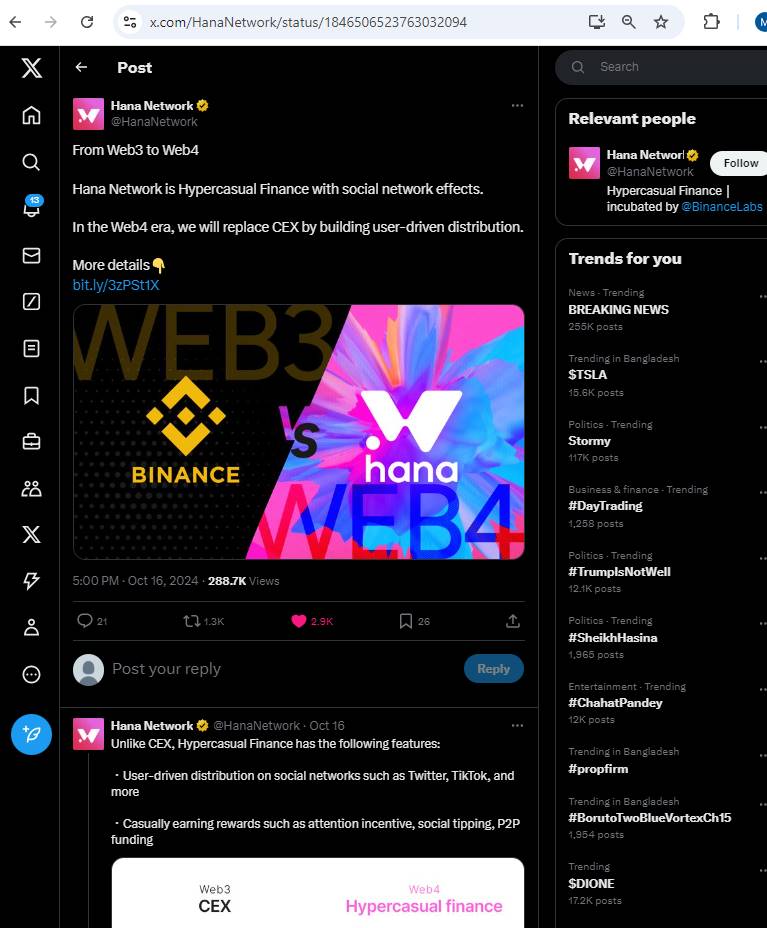 x.com/HanaNetwork/status/1846506523763032094
Post
Search
Hana Network
@HanaNetwork
From Web3 to Web4
Hana Network is Hypercasual Finance with social network effects.
In the Web4 era, we will replace CEX by building user-driven distribution.
More details👇
bit.ly/3zPSt1X
WEB3
BINANCE
VS
hana
WEB4
5:00 PM · Oct 16, 2024 · 288.7K Views
21
1.3K
2.9K
26
Post your reply
Reply
Hana Network @HanaNetwork · Oct 16
Unlike CEX, Hypercasual Finance has the following features:
・User-driven distribution on social networks such as Twitter, TikTok, and
more
・Casually earning rewards such as attention incentive, social tipping, P2P
funding
Web3
CEX
Web4
Hypercasual finance
13
Relevant people
Hana Networ
@HanaNetwork
Follow
Hypercasual Finance |
incubated by @BinanceLabs
Trends for you
News · Trending
BREAKING NEWS
255K posts
Trending in Bangladesh
$TSLA
15.6K posts
Politics · Trending
Stormy
117K posts
Business & finance · Trending
#DayTrading
1,258 posts
Politics · Trending
#TrumpIsNotWell
12.1K posts
Politics · Trending
#SheikhHasina
1,965 posts
Entertainment · Trending
#ChahatPandey
12K posts
Trending in Bangladesh
#propfirm
Trending in Bangladesh
#BorutoTwoBlueVortexCh15
1,954 posts
Trending
$DIONE
17.2K posts